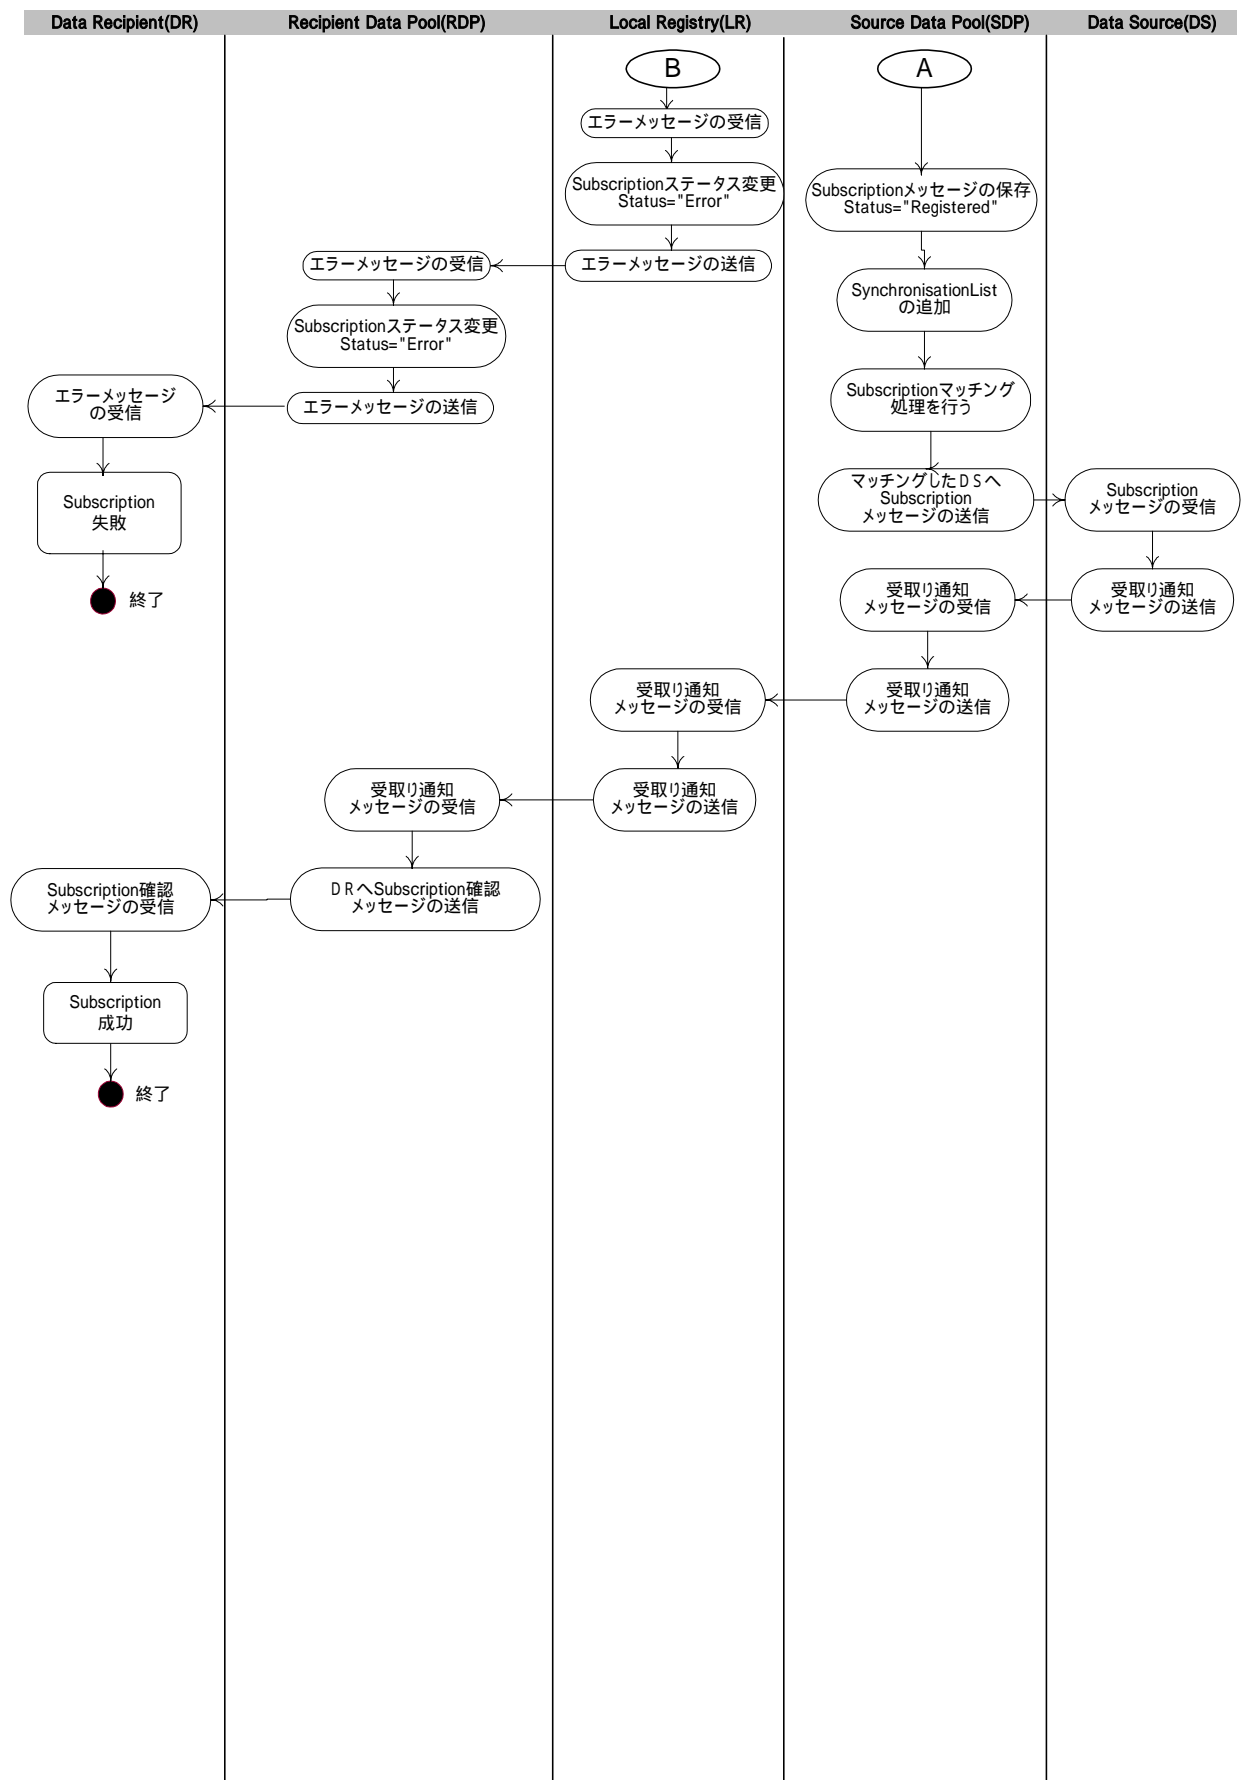 Data Recipient(DR)
Recipient Data Pool(RDP)
Local Registry(LR)
Source Data Pool(SDP)
Data Source(DS)
B
A
エラーメッセージの受信
Subscriptionステータス変更
Status="Error"
Subscriptionメッセージの保存
Status="Registered"
エラーメッセージの受信
エラーメッセージの送信
SynchronisationList
の追加
Subscriptionステータス変更
Status="Error"
エラーメッセージ
の受信
エラーメッセージの送信
Subscriptionマッチング
処理を行う
Subscription
失敗
マッチングしたＤＳへ
Subscription
メッセージの送信
Subscription
メッセージの受信
終了
受取り通知
メッセージの受信
受取り通知
メッセージの送信
受取り通知
メッセージの受信
受取り通知
メッセージの送信
受取り通知
メッセージの受信
受取り通知
メッセージの送信
Subscription確認
メッセージの受信
ＤＲへSubscription確認
メッセージの送信
Subscription
成功
終了